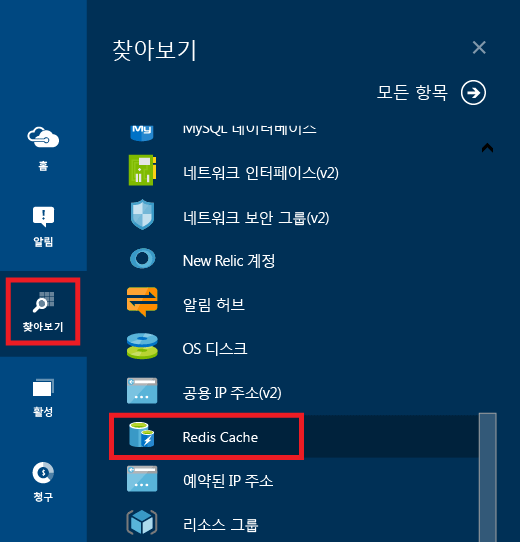 찾아보기
모든 항목
MySQL 데이터베이스
네트워크 인터페이스(v2)
네트워크 보안 그룹(v2)
New Relic 계정
알림 허브
OS 디스크
공용 IP 주소(v2)
Redis Cache
예약된 IP 주소
리소스 그룹
홈
알림
찾아보기
활성
청구